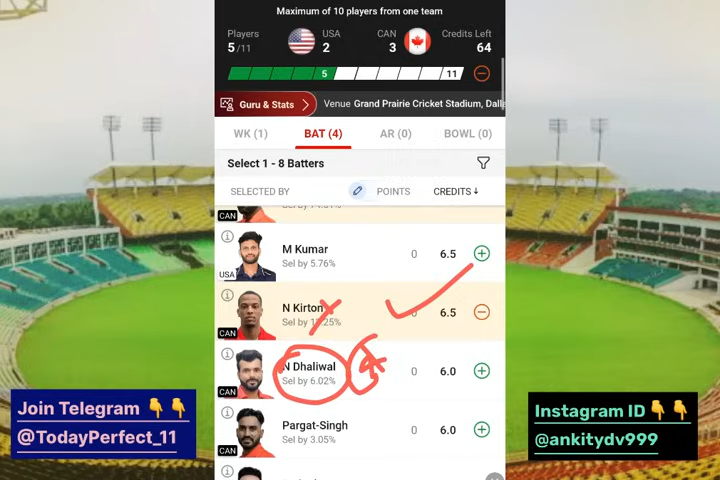 Maximum of 10 players from one team
Players
5/11
USA
2
CAN
3
Credits Left
64
5
11
Guru & Stats
Venue Grand Prairie Cricket Stadium,
WK (1)
BAT (4)
AR (0)
BOWL (0)
Select 1 - 8 Batters
SELECTED BY
POINTS
CREDITS
CAN
M Kumar
Sel by 5.76%
0
6.5
USA
N Kirton
Sel by
6.5
CAN
N Dhaliwal
Sel by 6.02%
0
6.0
CAN
Pargat-Singh
Sel by 3.05%
0
6.0
CAN
Join Telegram 👇👇
@TodayPerfect_11
Instagram ID👇👇
@ankitydv999